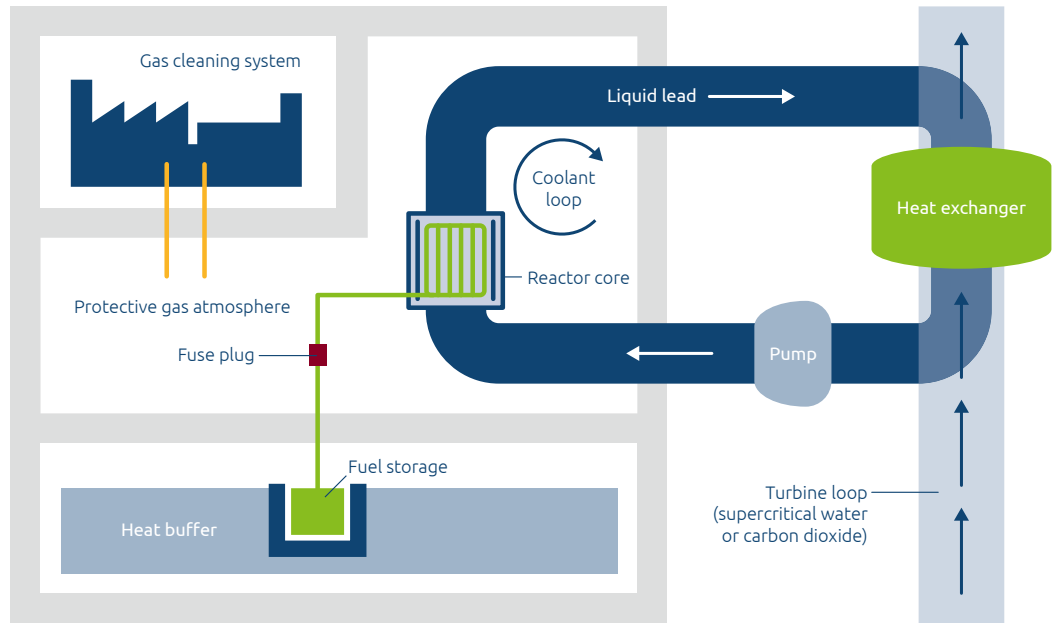 Gas cleaning system
Liquid lead
Coolant
loop
Heat exchanger
Reactor core
Protective gas atmosphere
Fuse plug
Pump
Fuel storage
Heat buffer
Turbine loop
(supercritical water
or carbon dioxide)